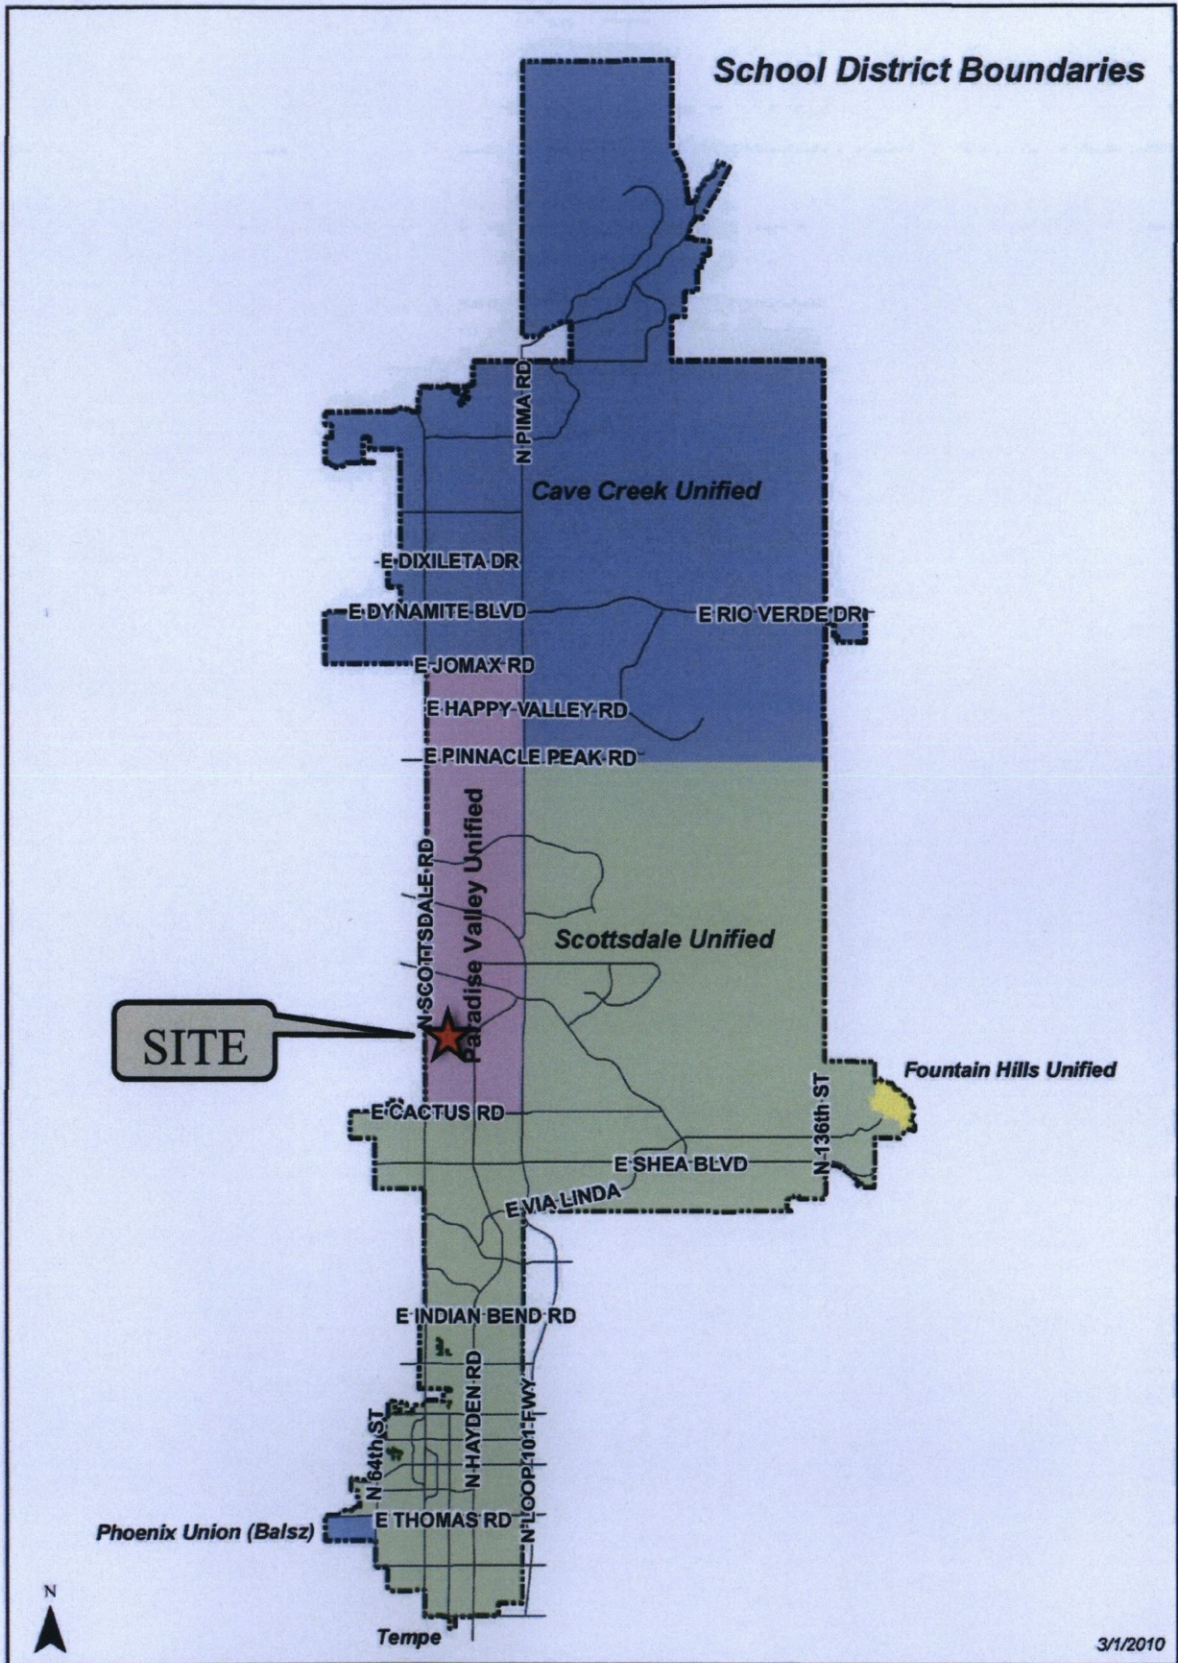 School District Boundaries
N PIMA RD
Cave Creek Unified
E DIXILETA DR
E DYNAMITE BLVD
E RIO VERDE DR
E JOMAX RD
E HAPPY VALLEY RD
E PINNACLE PEAK RD
N SCOTTSDALE RD
Paradise Valley Unified
Scottsdale Unified
SITE
Fountain Hills Unified
E CACTUS RD
N 136th ST
E SHEA BLVD
E VIA LINDA
E INDIAN BEND RD
N HAYDEN RD
N LOOP 101 FWY
N 64th ST
E THOMAS RD
Phoenix Union (Balsz)
N
Tempe
3/1/2010